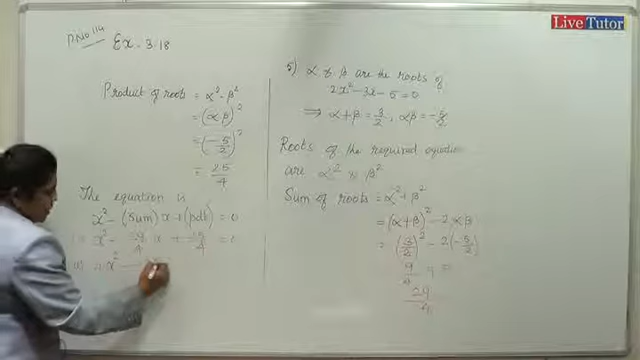 P.No 114
Ex - 3.18
Live Tutor
Product of roots = α² · β²
= (αβ)²
= (-5/2)²
= 25/4
The equation is
x² - (sum)x + (pdt) = 0
x² - 29/4 x + 25/4 = 0
x²
5) α & β are the roots of
2x² - 3x - 5 = 0
⇒ α + β = 3/2, αβ = -5/2
Roots of the required equation
are α² & β²
Sum of roots = α² + β²
= (α + β)² - 2αβ
= (3/2)² - 2(-5/2)
9/4 +
29/4